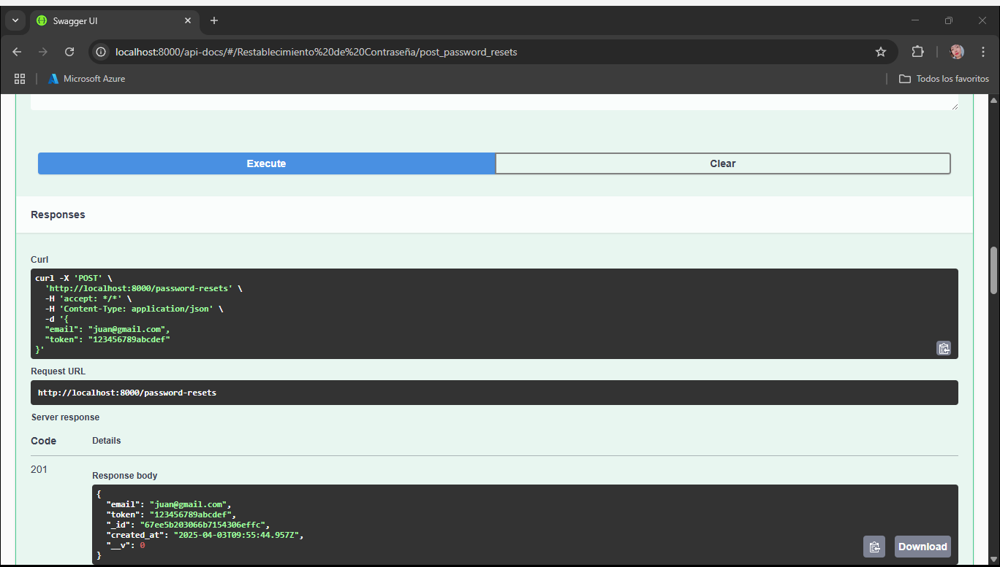 Swagger UI
localhost:8000/api-docs/#/Restablecimiento%20de%20Contraseña/post_password_resets
Microsoft Azure
Todos los favoritos
Execute
Clear
Responses
Curl
curl -X 'POST' \
  'http://localhost:8000/password-resets' \
  -H 'accept: */*' \
  -H 'Content-Type: application/json' \
  -d '{
  "email": "juan@gmail.com",
  "token": "123456789abcdef"
}'
Request URL
http://localhost:8000/password-resets
Server response
Code Details
201
Response body
{
  "email": "juan@gmail.com",
  "token": "123456789abcdef",
  "_id": "67ee5b203066b7154306effc",
  "created_at": "2025-04-03T09:55:44.957Z",
  "__v": 0
}
Download